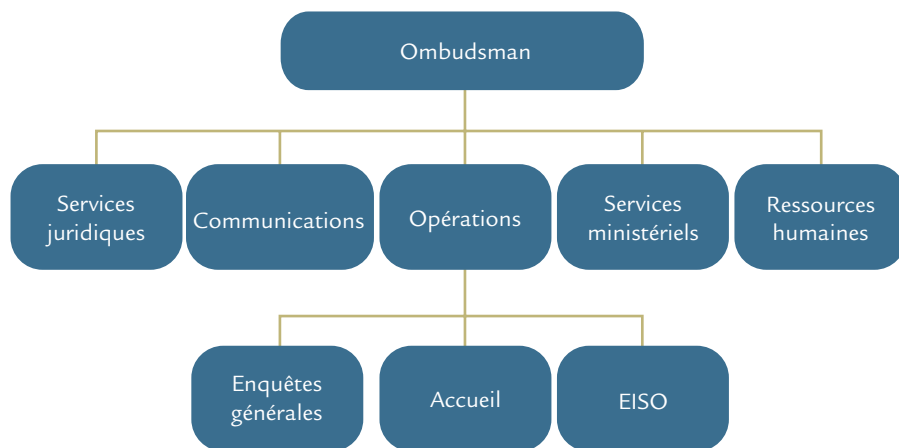 Ombudsman
Services
juridiques
Communications
Opérations
Services
ministériels
Ressources
humaines
Enquêtes
générales
Accueil
EISO